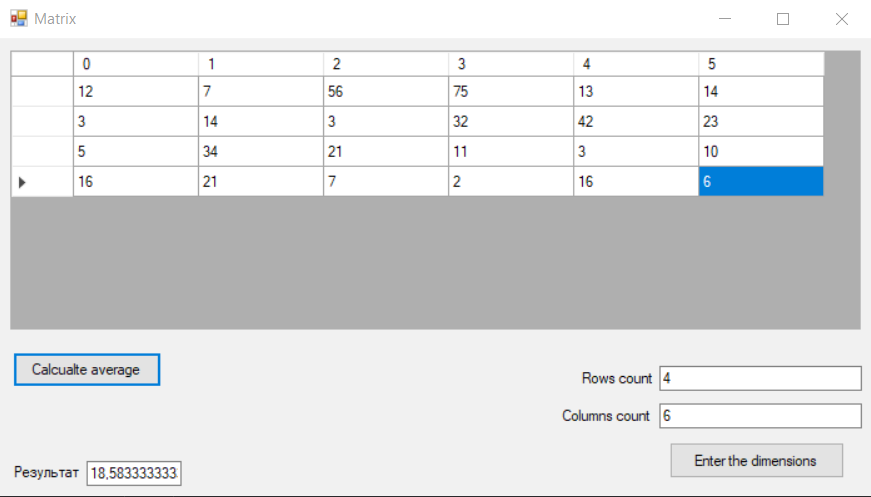 Matrix
0 1 2 3 4 5
12 7 56 75 13 14
3 14 3 32 42 23
5 34 21 11 3 10
16 21 7 2 16 6
Calcualte average
Rows count 4
Columns count 6
Enter the dimensions
Результат 18,583333333